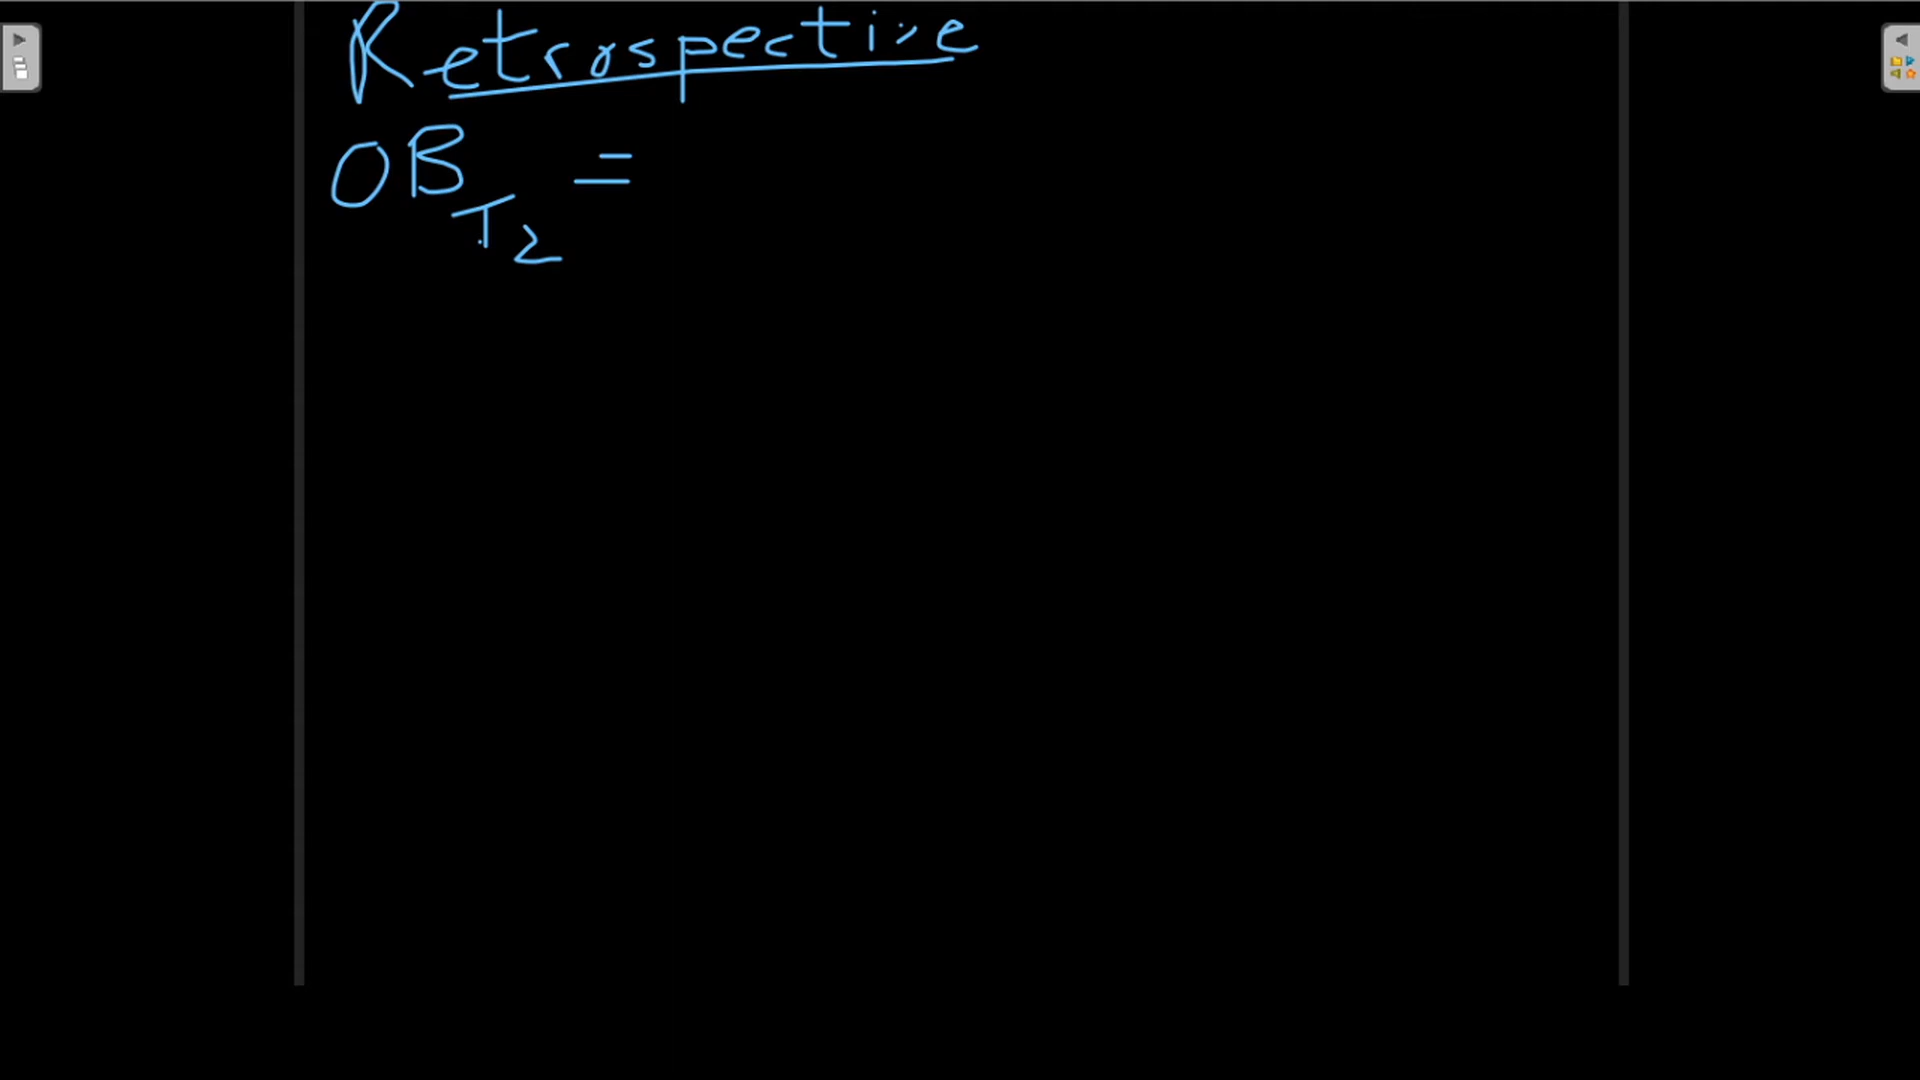 Retrospective
OB_T2 =